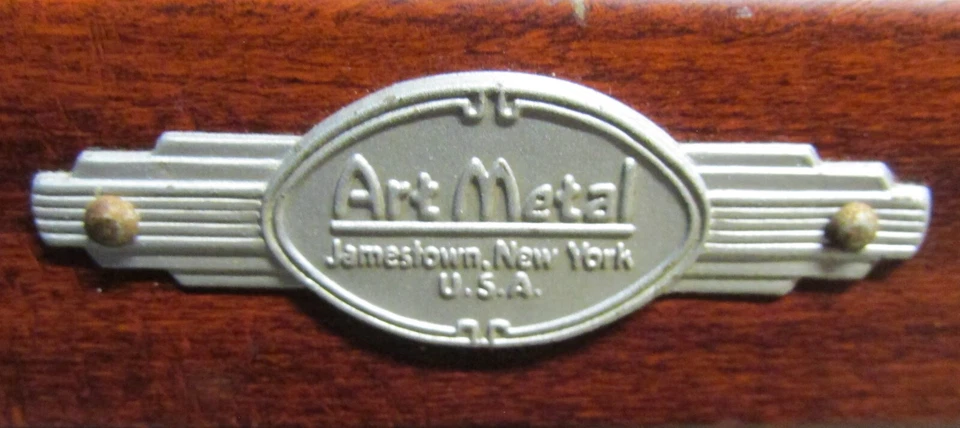 Art Metal
Jamestown, New York
U.S.A.